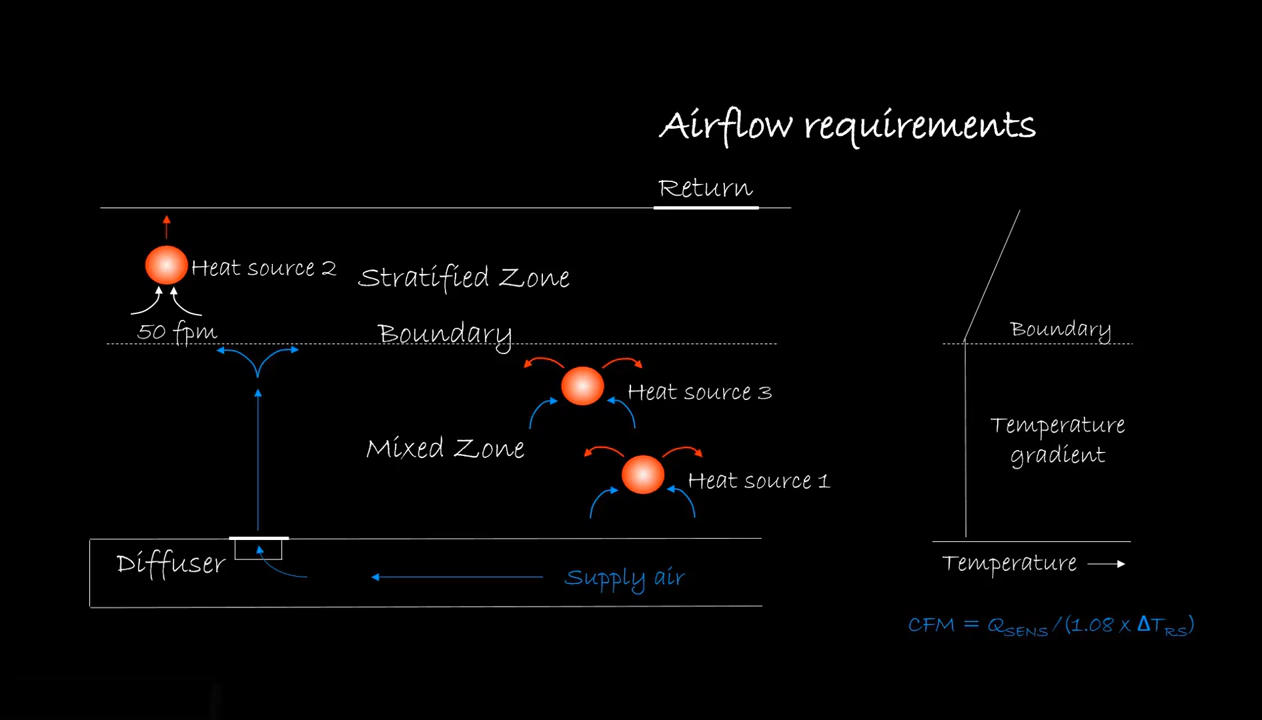 Airflow requirements
Return
Heat source 2
Stratified Zone
50 fpm
Boundary
Boundary
Heat source 3
Temperature
gradient
Mixed Zone
Heat source 1
Diffuser
Supply air
Temperature
CFM = QSENS/(1.08 x ΔTRS)